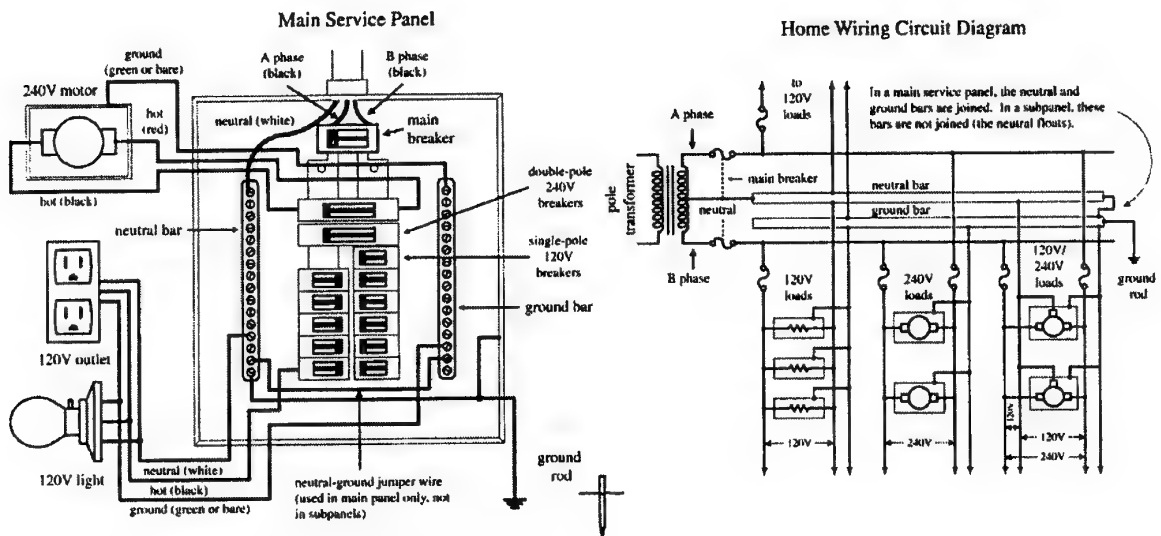 Main Service Panel
ground
(green or bare)
A phase
(black)
B phase
(black)
240V motor
hot
(red)
neutral (white)
main
breaker
hot(black)
double-pole
240V
breakers
neutral bar
single-pole
120V
breakers
ground bar
120V outlet
120V light
neutral (white)
hot (black)
ground (green or bare)
neutral-ground jumper wire
(used in main panel only, not
in subpanels)
ground
rod
Home Wiring Circuit Diagram
to
120V
loads
In a main service panel, the neutral and
ground bars are joined. In a subpanel, these
bars are not joined (the neutral floats).
A phase
main breaker
pole
transformer
neutral
neutral bar
ground bar
B phase
120V
loads
240V
loads
120V/
240V
loads
ground
rod
120V
240V
120V
120V
240V